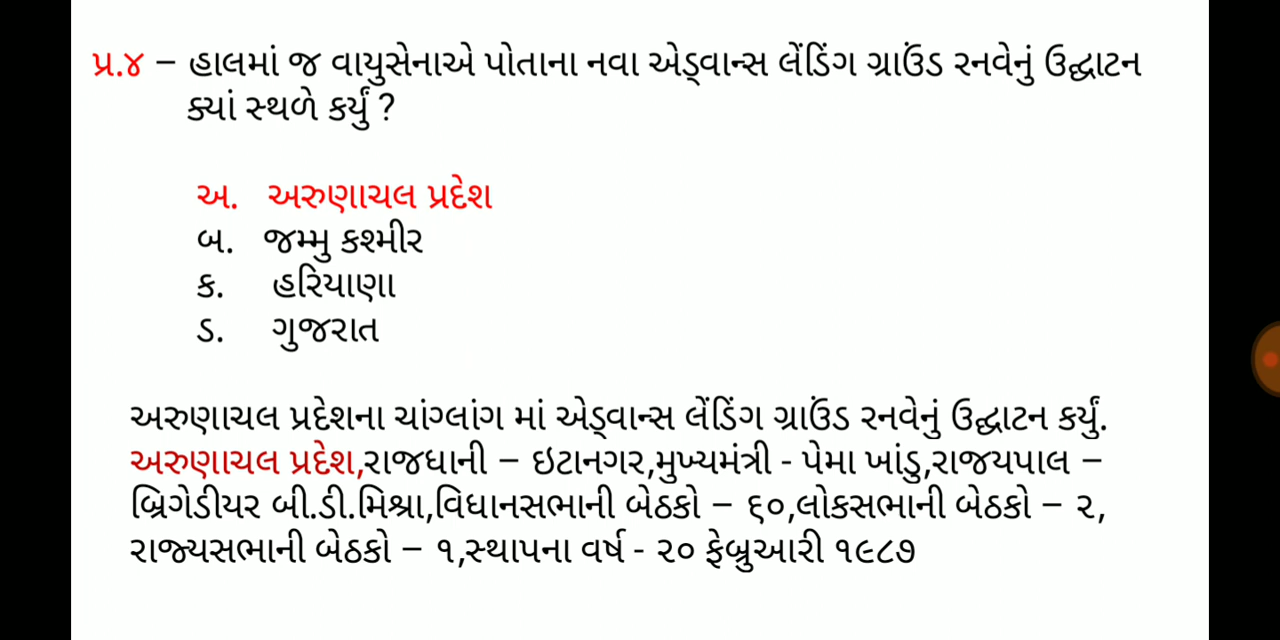 પ્ર.૪ – હાલમાં જ વાયુસેનાએ પોતાના નવા એડ્વાન્સ લેંડિંગ ગ્રાઉંડ રનવેનું ઉદ્ઘાટન
ક્યાં સ્થળે કર્યું ?
અ. અરુણાચલ પ્રદેશ
બ. જમ્મુ કશ્મીર
ક. હરિયાણા
ડ. ગુજરાત
અરુણાચલ પ્રદેશના ચાંગ્લાંગ માં એડ્વાન્સ લેંડિંગ ગ્રાઉંડ રનવેનું ઉદ્ઘાટન કર્યું.
અરુણાચલ પ્રદેશ,રાજધાની – ઇટાનગર,મુખ્યમંત્રી - પેમા ખાંડુ,રાજયપાલ –
બ્રિગેડીયર બી.ડી.મિશ્રા,વિધાનસભાની બેઠકો – ૬૦,લોકસભાની બેઠકો – ૨,
રાજ્યસભાની બેઠકો – ૧,સ્થાપના વર્ષ - ૨૦ ફેબ્રુઆરી ૧૯૮૭